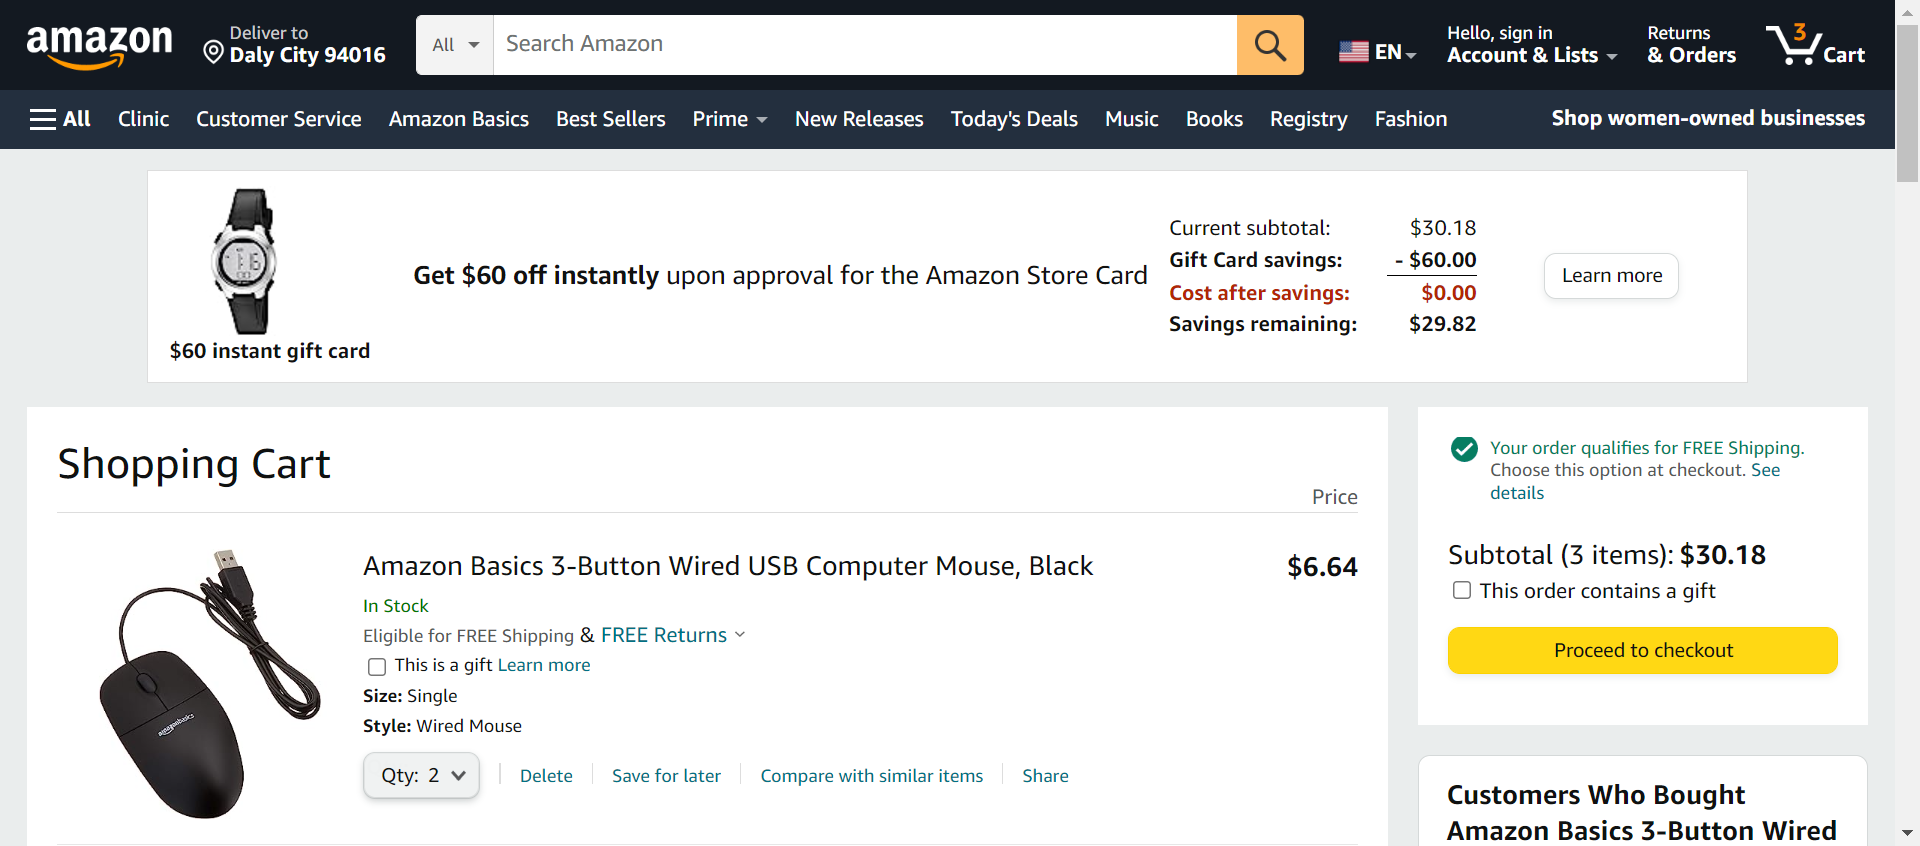 amazon
Deliver to
Daly City 94016
All
Search Amazon
EN
Hello, sign in
Account & Lists
Returns
& Orders
3
Cart
All
Clinic
Customer Service
Amazon Basics
Best Sellers
Prime
New Releases
Today's Deals
Music
Books
Registry
Fashion
Shop women-owned businesses
$60 instant gift card
Get $60 off instantly upon approval for the Amazon Store Card
Current subtotal: $30.18
Gift Card savings: - $60.00
Cost after savings: $0.00
Savings remaining: $29.82
Learn more
Shopping Cart
Price
Amazon Basics 3-Button Wired USB Computer Mouse, Black
$6.64
In Stock
Eligible for FREE Shipping & FREE Returns
This is a gift Learn more
Size: Single
Style: Wired Mouse
Qty: 2
Delete
Save for later
Compare with similar items
Share
amazonbasics
Your order qualifies for FREE Shipping.
Choose this option at checkout. See
details
Subtotal (3 items): $30.18
This order contains a gift
Proceed to checkout
Customers Who Bought
Amazon Basics 3-Button Wired